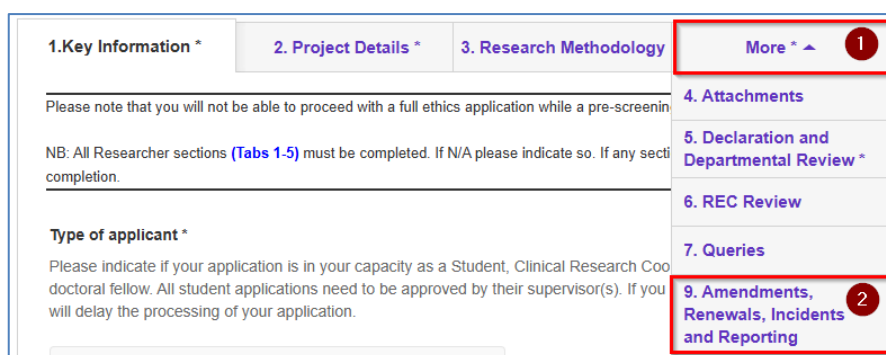 1.Key Information *
2. Project Details *
3. Research Methodology
More *
1
Please note that you will not be able to proceed with a full ethics application while a pre-screenin
NB: All Researcher sections (Tabs 1-5) must be completed. If N/A please indicate so. If any secti
completion.
Type of applicant *
Please indicate if your application is in your capacity as a Student, Clinical Research Coo
doctoral fellow. All student applications need to be approved by their supervisor(s). If you
will delay the processing of your application.
4. Attachments
5. Declaration and
Departmental Review *
6. REC Review
7. Queries
9. Amendments,
Renewals, Incidents
and Reporting
2